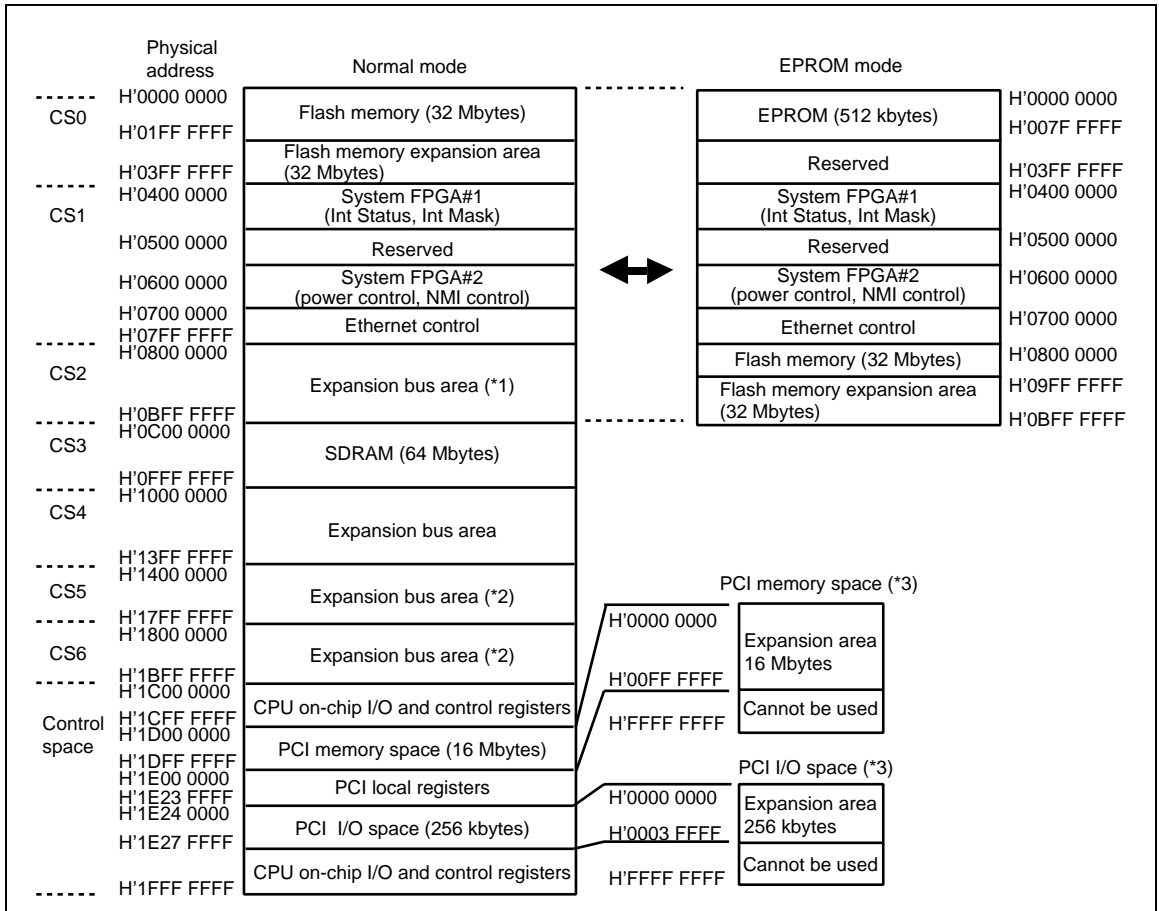 Physical
address
Normal mode
EPROM mode
CS0
H'0000 0000
Flash memory (32 Mbytes)
H'01FF FFFF
Flash memory expansion area
(32 Mbytes)
H'03FF FFFF
CS1
H'0400 0000
System FPGA#1
(Int Status, Int Mask)
H'0500 0000
Reserved
H'0600 0000
System FPGA#2
(power control, NMI control)
H'0700 0000
Ethernet control
H'07FF FFFF
CS2
H'0800 0000
Expansion bus area (*1)
H'0BFF FFFF
CS3
H'0C00 0000
SDRAM (64 Mbytes)
H'0FFF FFFF
CS4
H'1000 0000
Expansion bus area
H'13FF FFFF
CS5
H'1400 0000
Expansion bus area (*2)
H'17FF FFFF
CS6
H'1800 0000
Expansion bus area (*2)
H'1BFF FFFF
Control
space
H'1C00 0000
CPU on-chip I/O and control registers
H'1CFF FFFF
H'1D00 0000
PCI memory space (16 Mbytes)
H'1DFF FFFF
H'1E00 0000
PCI local registers
H'1E23 FFFF
H'1E24 0000
PCI I/O space (256 kbytes)
H'1E27 FFFF
CPU on-chip I/O and control registers
H'1FFF FFFF
EPROM (512 kbytes)
H'0000 0000
H'007F FFFF
Reserved
H'03FF FFFF
System FPGA#1
(Int Status, Int Mask)
H'0400 0000
Reserved
H'0500 0000
System FPGA#2
(power control, NMI control)
H'0600 0000
Ethernet control
H'0700 0000
Flash memory (32 Mbytes)
H'0800 0000
Flash memory expansion area
(32 Mbytes)
H'09FF FFFF
H'0BFF FFFF
PCI memory space (*3)
H'0000 0000
Expansion area
16 Mbytes
H'00FF FFFF
Cannot be used
H'FFFF FFFF
PCI I/O space (*3)
H'0000 0000
Expansion area
256 kbytes
H'0003 FFFF
Cannot be used
H'FFFF FFFF